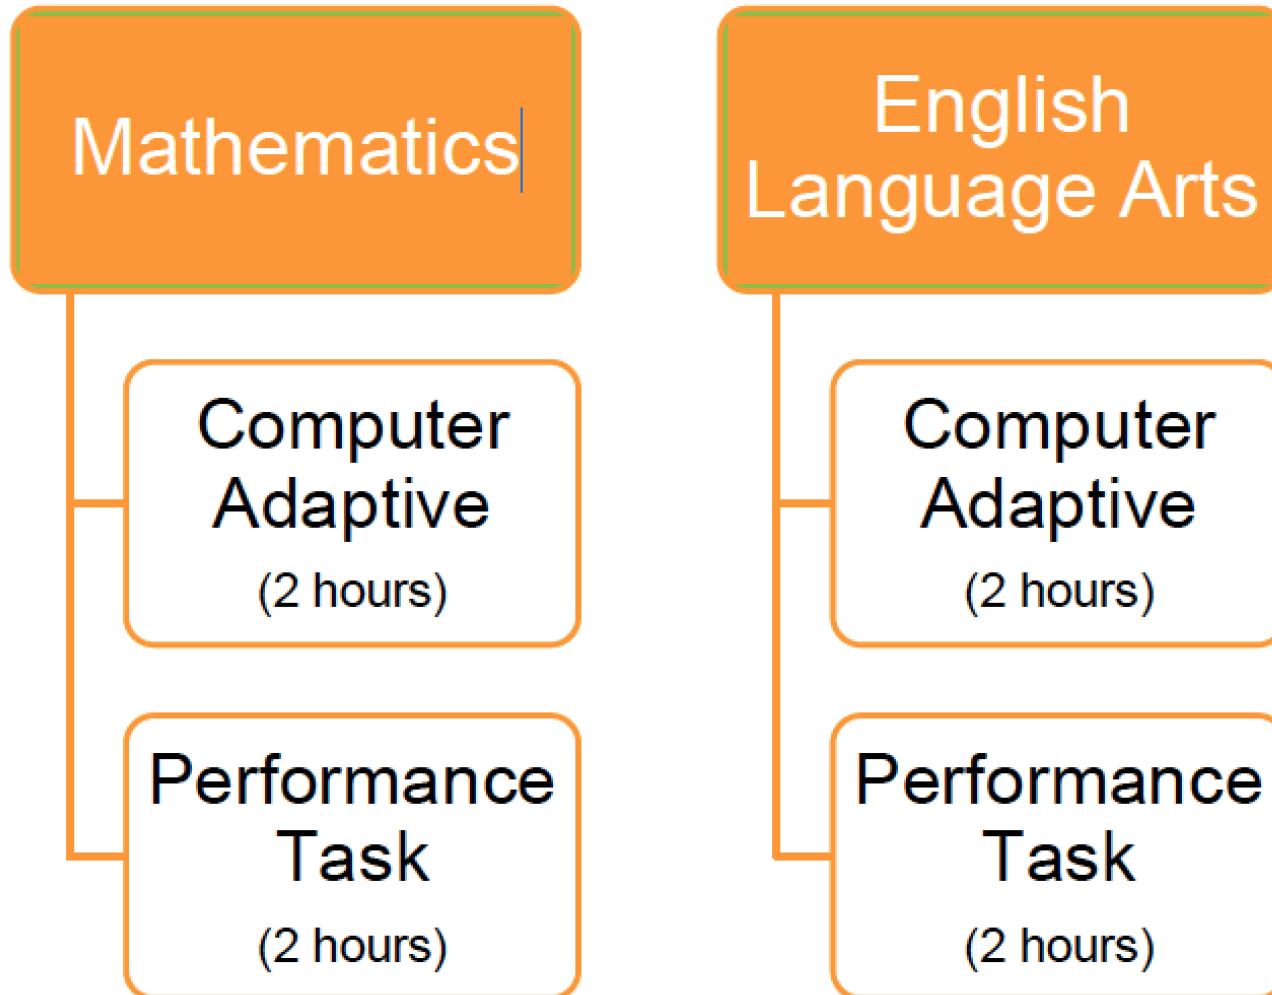 Mathematics
Computer
Adaptive
(2 hours)
Performance
Task
(2 hours)
English
Language Arts
Computer
Adaptive
(2 hours)
Performance
Task
(2 hours)